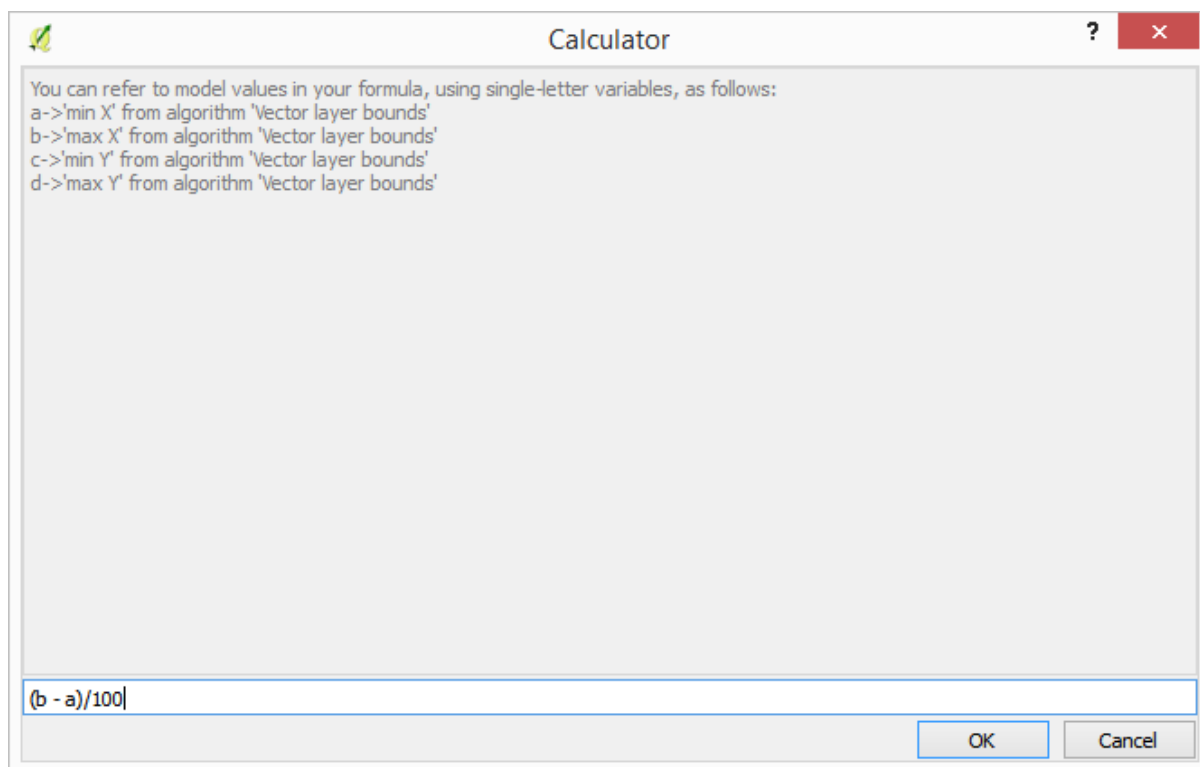 Calculator
?
You can refer to model values in your formula, using single-letter variables, as follows:
a->'min X' from algorithm 'Vector layer bounds'
b->'max X' from algorithm 'Vector layer bounds'
c->'min Y' from algorithm 'Vector layer bounds'
d->'max Y' from algorithm 'Vector layer bounds'
(b - a)/100
OK
Cancel